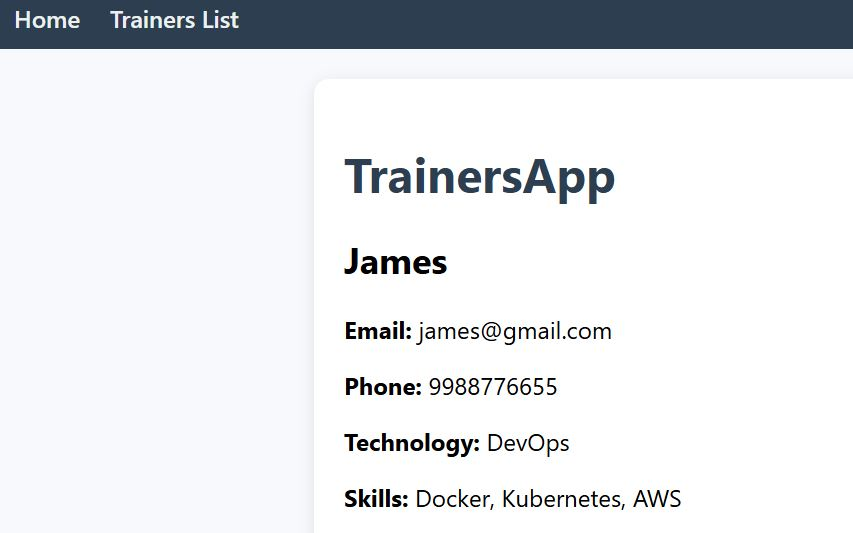 Home Trainers List
TrainersApp
James
Email: james@gmail.com
Phone: 9988776655
Technology: DevOps
Skills: Docker, Kubernetes, AWS